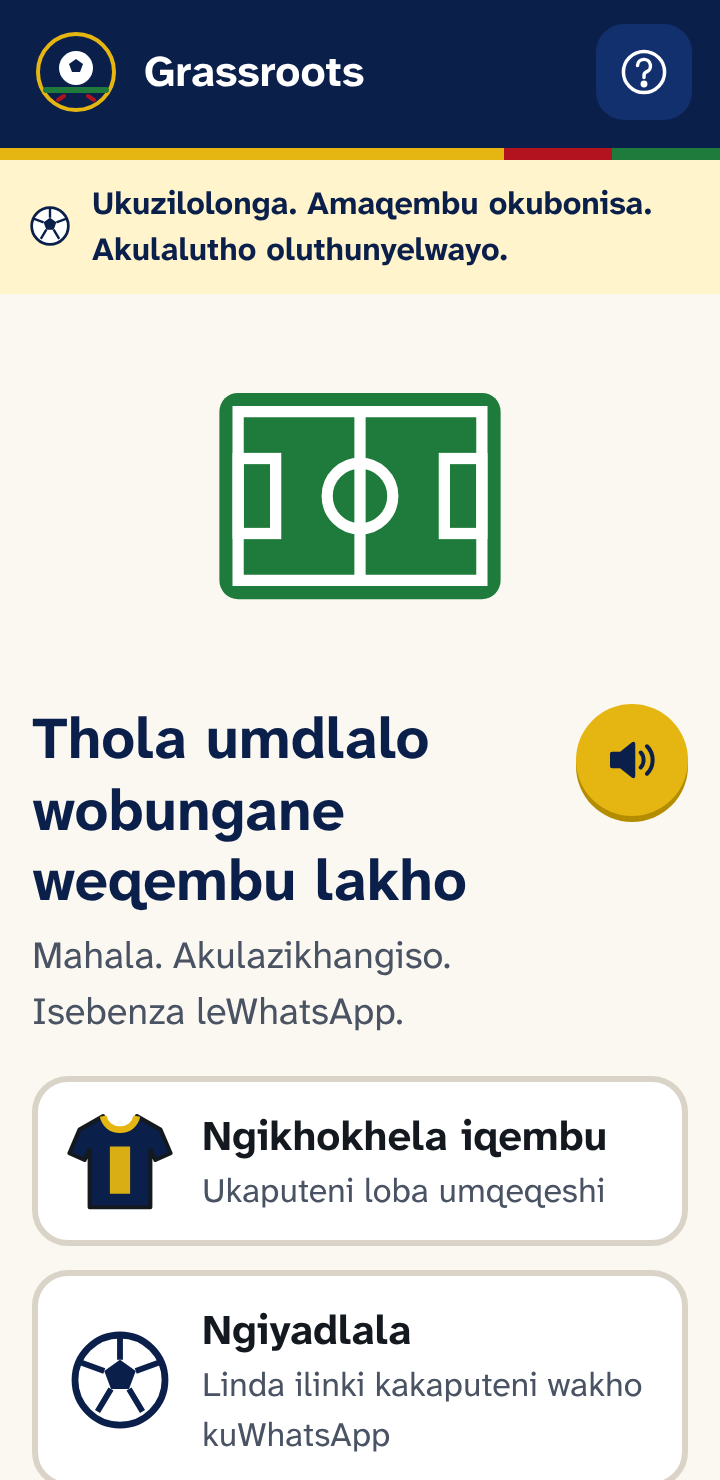 Grassroots
Ukuzilolonga. Amaqembu okubonisa.
Akulalutho oluthunyelwayo.
Thola umdlalo
wobungane
weqembu lakho
Mahala. Akulazikhangiso.
Isebenza leWhatsApp.
Ngikhokhela iqembu
Ukaputeni loba umqeqeshi
Ngiyadlala
Linda ilinki kakaputeni wakho
kuWhatsApp